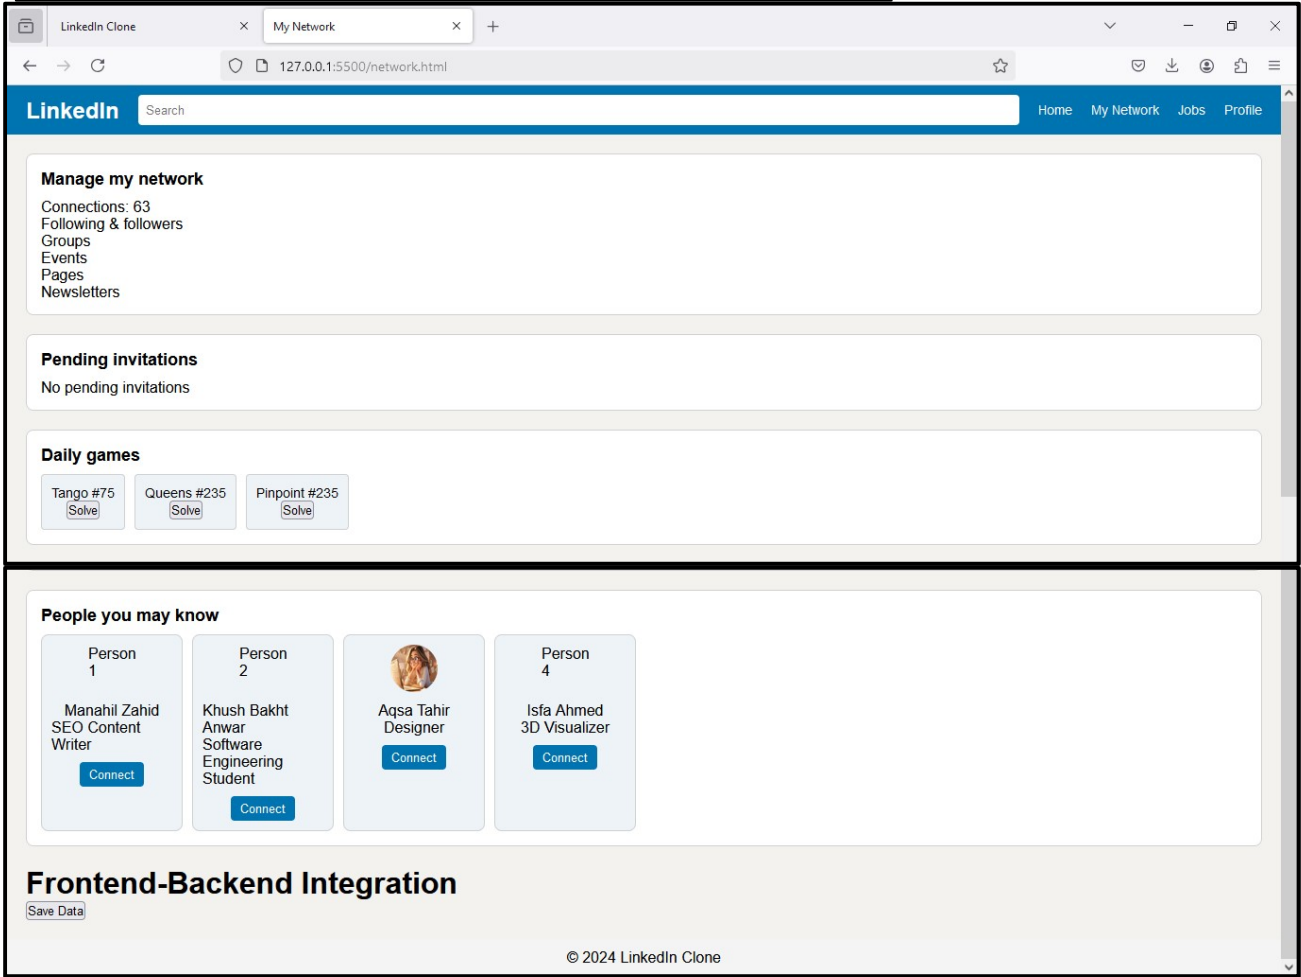 LinkedIn Clone
My Network
127.0.0.1:5500/network.html
LinkedIn
Search
Home
My Network
Jobs
Profile
Manage my network
Connections: 63
Following & followers
Groups
Events
Pages
Newsletters
Pending invitations
No pending invitations
Daily games
Tango #75
Solve
Queens #235
Solve
Pinpoint #235
Solve
People you may know
Person
1
Manahil Zahid
SEO Content
Writer
Connect
Person
2
Khush Bakht
Anwar
Software
Engineering
Student
Connect
Aqsa Tahir
Designer
Connect
Person
4
Isfa Ahmed
3D Visualizer
Connect
Frontend-Backend Integration
Save Data
© 2024 LinkedIn Clone